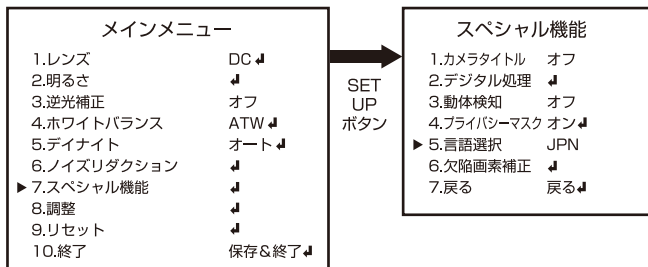 メインメニュー
1.レンズ DC↲
2.明るさ ↲
3.逆光補正 オフ
4.ホワイトバランス ATW↲
5.デイナイト オート↲
6.ノイズリダクション ↲
▶ 7.スペシャル機能 ↲
8.調整 ↲
9.リセット ↲
10.終了 保存&終了↲
SET
UP
ボタン
スペシャル機能
1.カメラタイトル オフ
2.デジタル処理 ↲
3.動体検知 オフ
4.プライバシーマスク オン↲
▶ 5.言語選択 JPN
6.欠陥画素補正 ↲
7.戻る 戻る↲